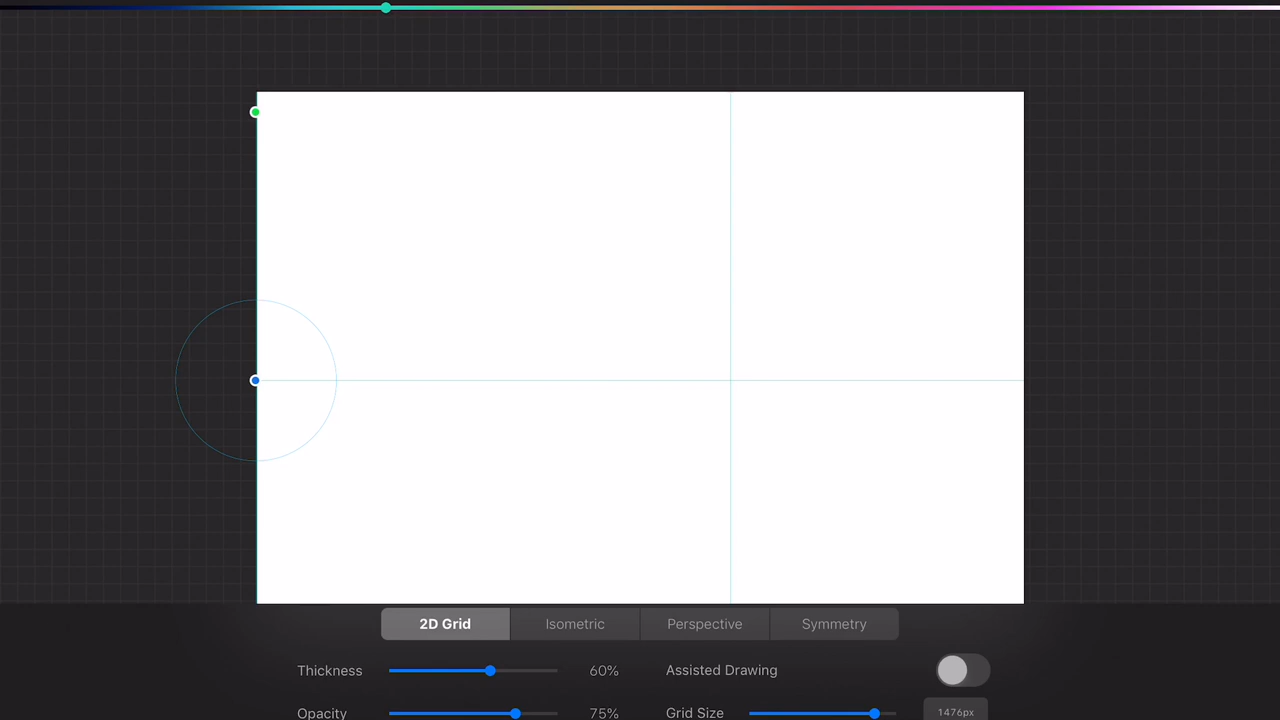 2D Grid Isometric Perspective Symmetry
Thickness 60% Assisted Drawing
Opacity 75% Grid Size 1476px